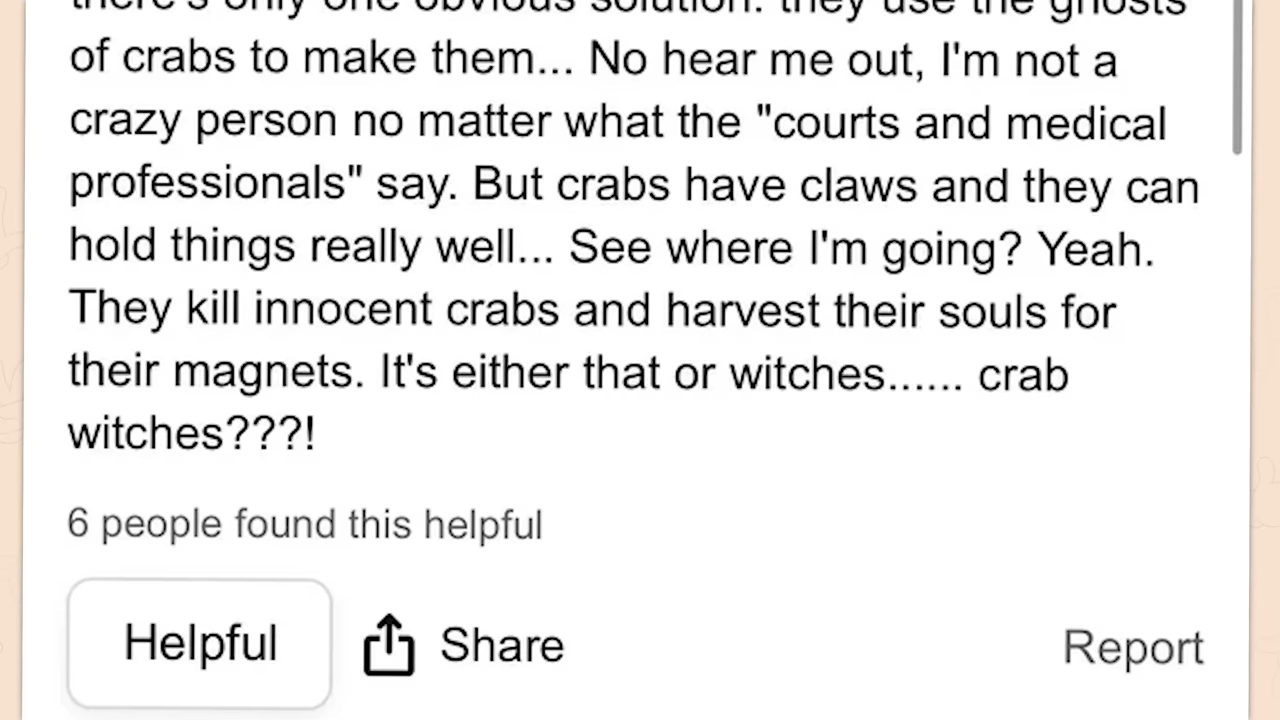 there's only one obvious solution: they use the ghosts
of crabs to make them... No hear me out, I'm not a
crazy person no matter what the "courts and medical
professionals" say. But crabs have claws and they can
hold things really well... See where I'm going? Yeah.
They kill innocent crabs and harvest their souls for
their magnets. It's either that or witches...... crab
witches???!
6 people found this helpful
Helpful
Share
Report